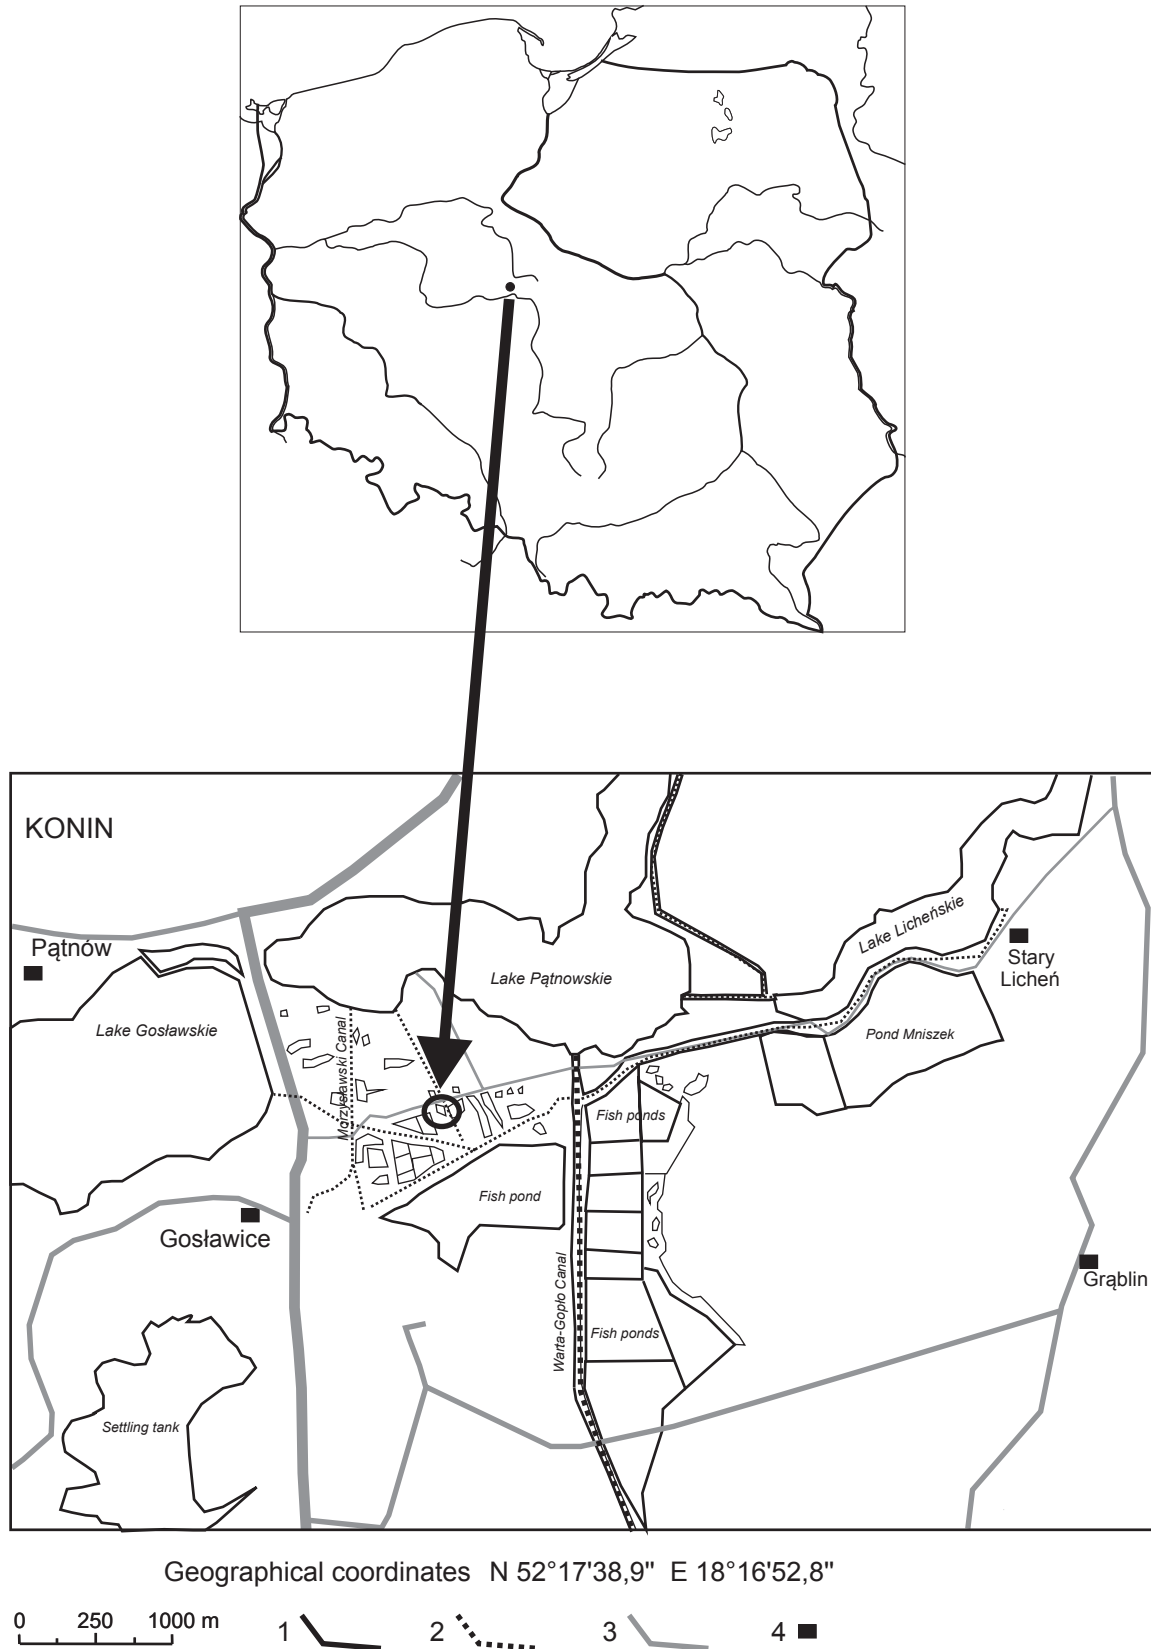 KONIN
Pątnów
Lake Gosławskie
Morzysławski Canal
Lake Pątnowskie
Lake Licheńskie
Stary
Licheń
Pond Mniszek
Fish ponds
Fish pond
Gosławice
Warta-Gopło Canal
Grąblin
Fish ponds
Settling tank
Geographical coordinates N 52°17'38,9" E 18°16'52,8"
0 250 1000 m 1 2 3 4